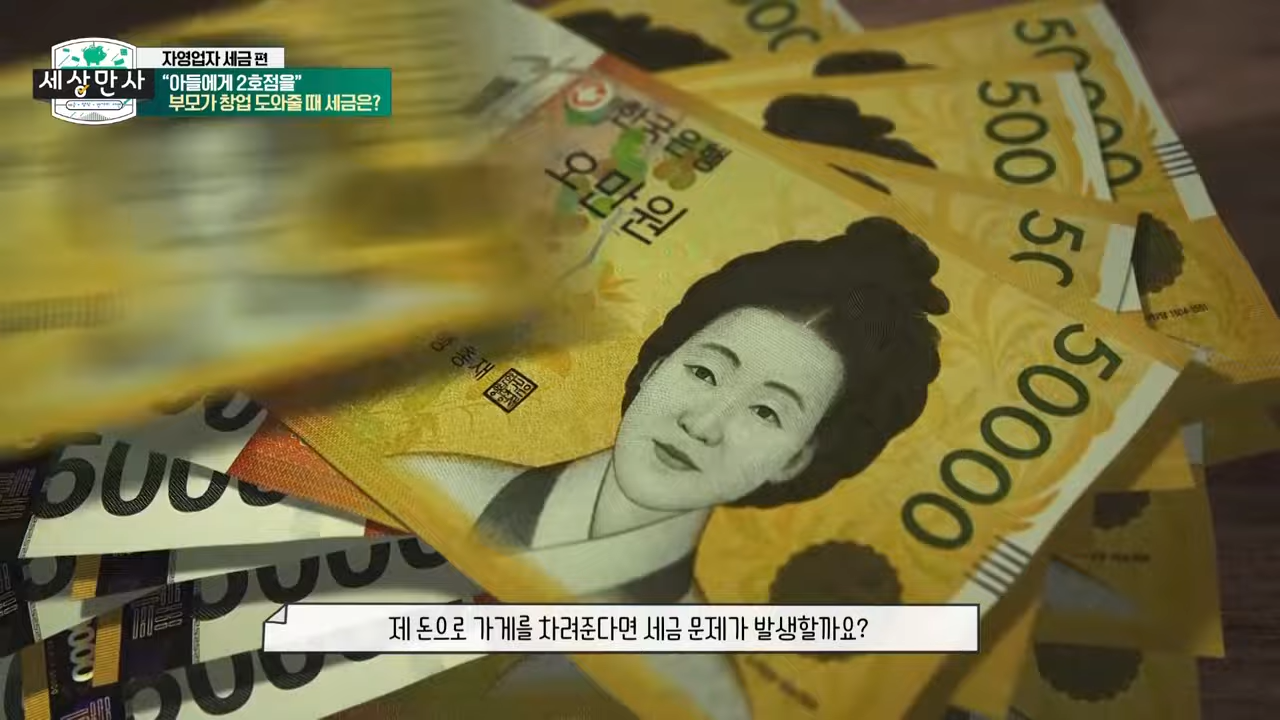 세상만사
자영업자 세금 편
“아들에게 2호점을”
부모가 창업 도와줄 때 세금은?
한국은행
오만원
50000
5000
제 돈으로 가게를 차려준다면 세금 문제가 발생할까요?